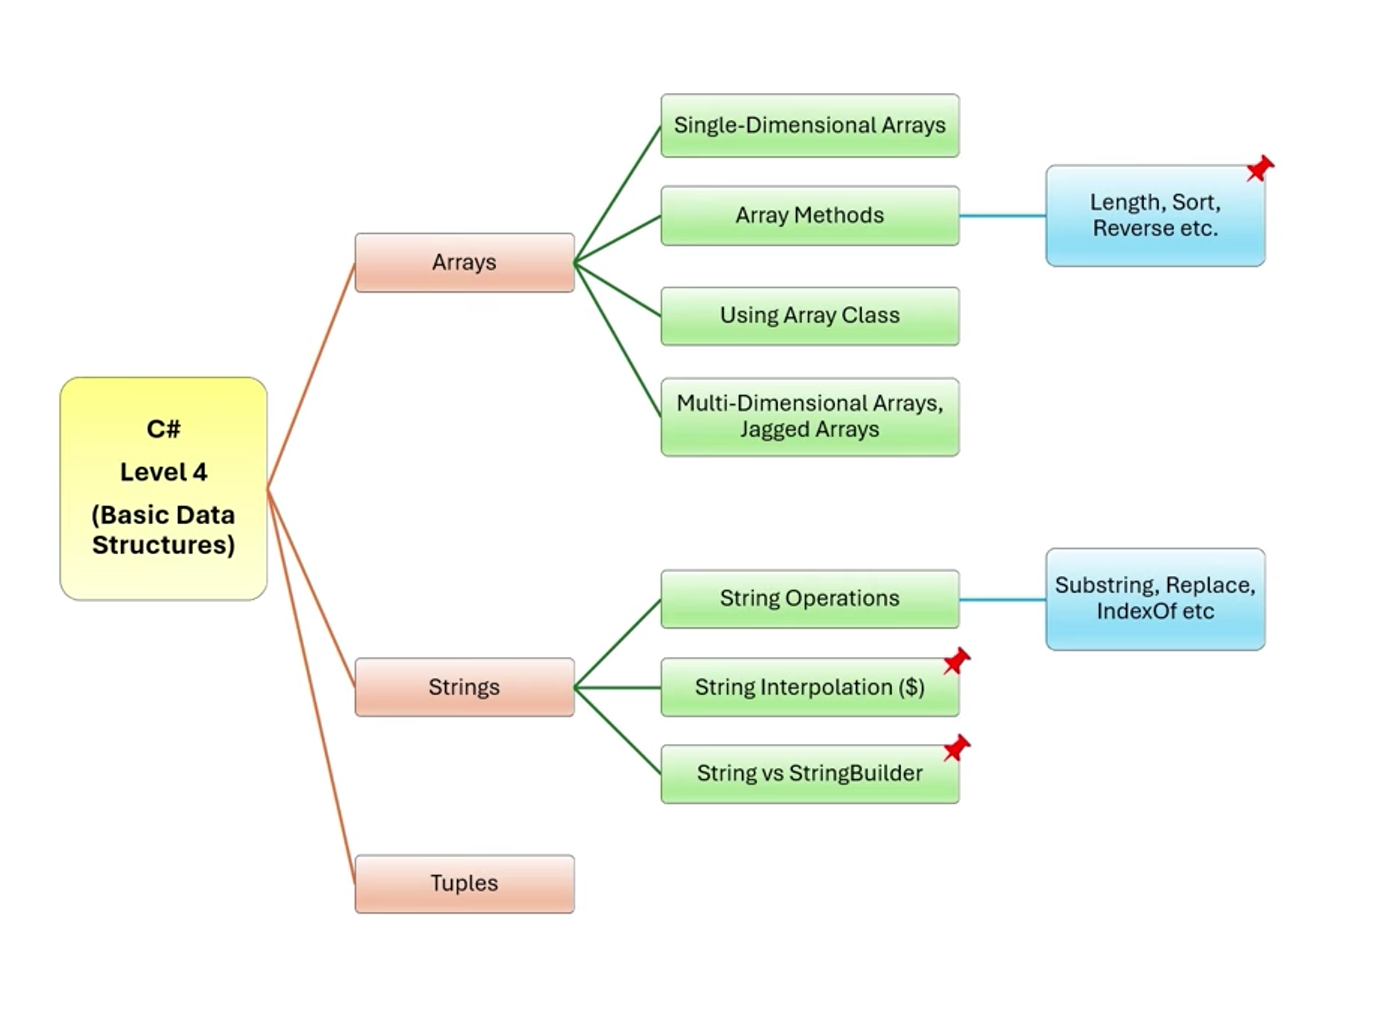 C#
Level 4
(Basic Data
Structures)
Arrays
Single-Dimensional Arrays
Array Methods
Length, Sort,
Reverse etc.
Using Array Class
Multi-Dimensional Arrays,
Jagged Arrays
Strings
String Operations
Substring, Replace,
IndexOf etc
String Interpolation ($)
String vs StringBuilder
Tuples